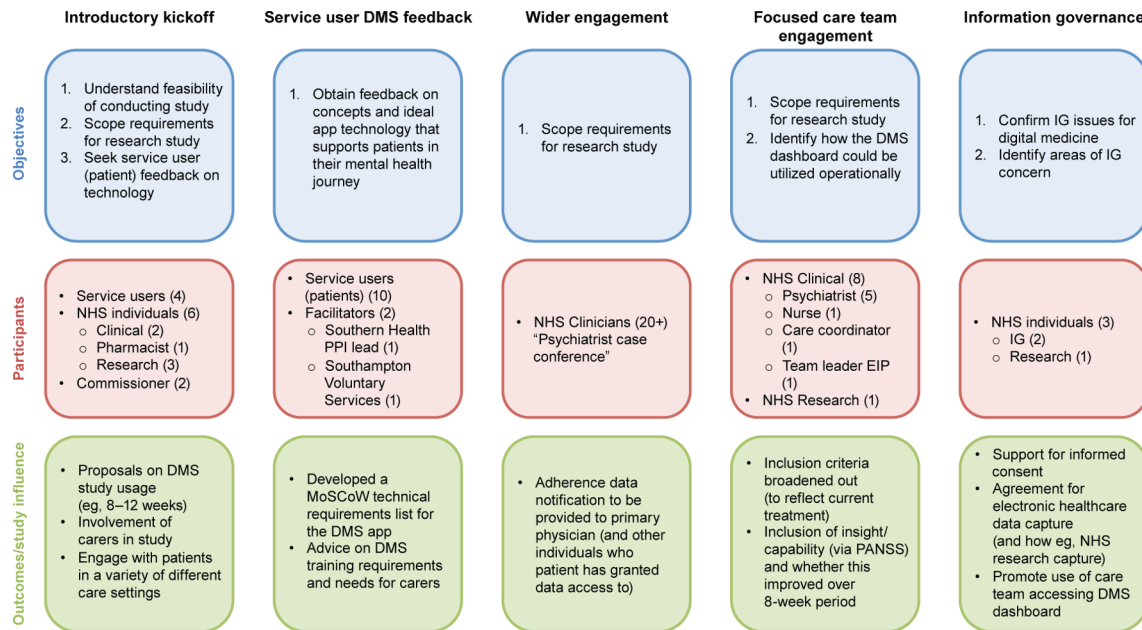 Introductory kickoff
Service user DMS feedback
Wider engagement
Focused care team
engagement
Information governance
Objectives
1. Understand feasibility
of conducting study
2. Scope requirements
for research study
3. Seek service user
(patient) feedback on
technology
1. Obtain feedback on
concepts and ideal
app technology that
supports patients in
their mental health
journey
1. Scope requirements
for research study
1. Scope requirements
for research study
2. Identify how the DMS
dashboard could be
utilized operationally
1. Confirm IG issues for
digital medicine
2. Identify areas of IG
concern
Participants
• Service users (4)
• NHS individuals (6)
o Clinical (2)
o Pharmacist (1)
o Research (3)
• Commissioner (2)
• Service users
(patients) (10)
• Facilitators (2)
o Southern Health
PPI lead (1)
o Southampton
Voluntary
Services (1)
• NHS Clinicians (20+)
“Psychiatrist case
conference”
• NHS Clinical (8)
o Psychiatrist (5)
o Nurse (1)
o Care coordinator
(1)
o Team leader EIP
(1)
• NHS Research (1)
• NHS individuals (3)
o IG (2)
o Research (1)
Outcomes/study influence
• Proposals on DMS
study usage
(eg, 8–12 weeks)
• Involvement of
carers in study
• Engage with patients
in a variety of different
care settings
• Developed a
MoSCoW technical
requirements list for
the DMS app
• Advice on DMS
training requirements
and needs for carers
• Adherence data
notification to be
provided to primary
physician (and other
individuals who
patient has granted
data access to)
• Inclusion criteria
broadened out
(to reflect current
treatment)
• Inclusion of insight/
capability (via PANSS)
and whether this
improved over
8-week period
• Support for informed
consent
• Agreement for
electronic healthcare
data capture
(and how eg, NHS
research capture)
• Promote use of care
team accessing DMS
dashboard